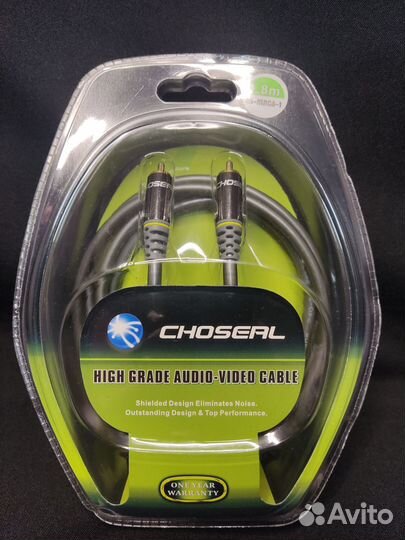 .8m
CHOSEAL
CHOSEAL
CHOSEAL
HIGH GRADE AUDIO-VIDEO CABLE
Shielded Design Eliminates Noise.
Outstanding Design & Top Performance.
ONE YEAR
WARRANTY
Avito